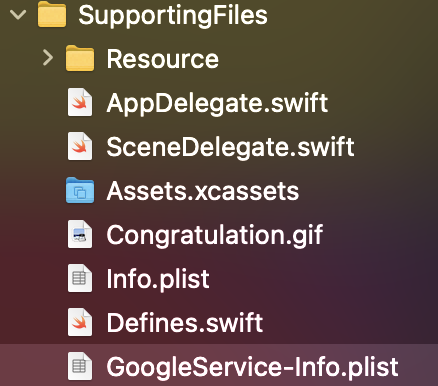 SupportingFiles
Resource
AppDelegate.swift
SceneDelegate.swift
Assets.xcassets
Congratulation.gif
Info.plist
Defines.swift
GoogleService-Info.plist